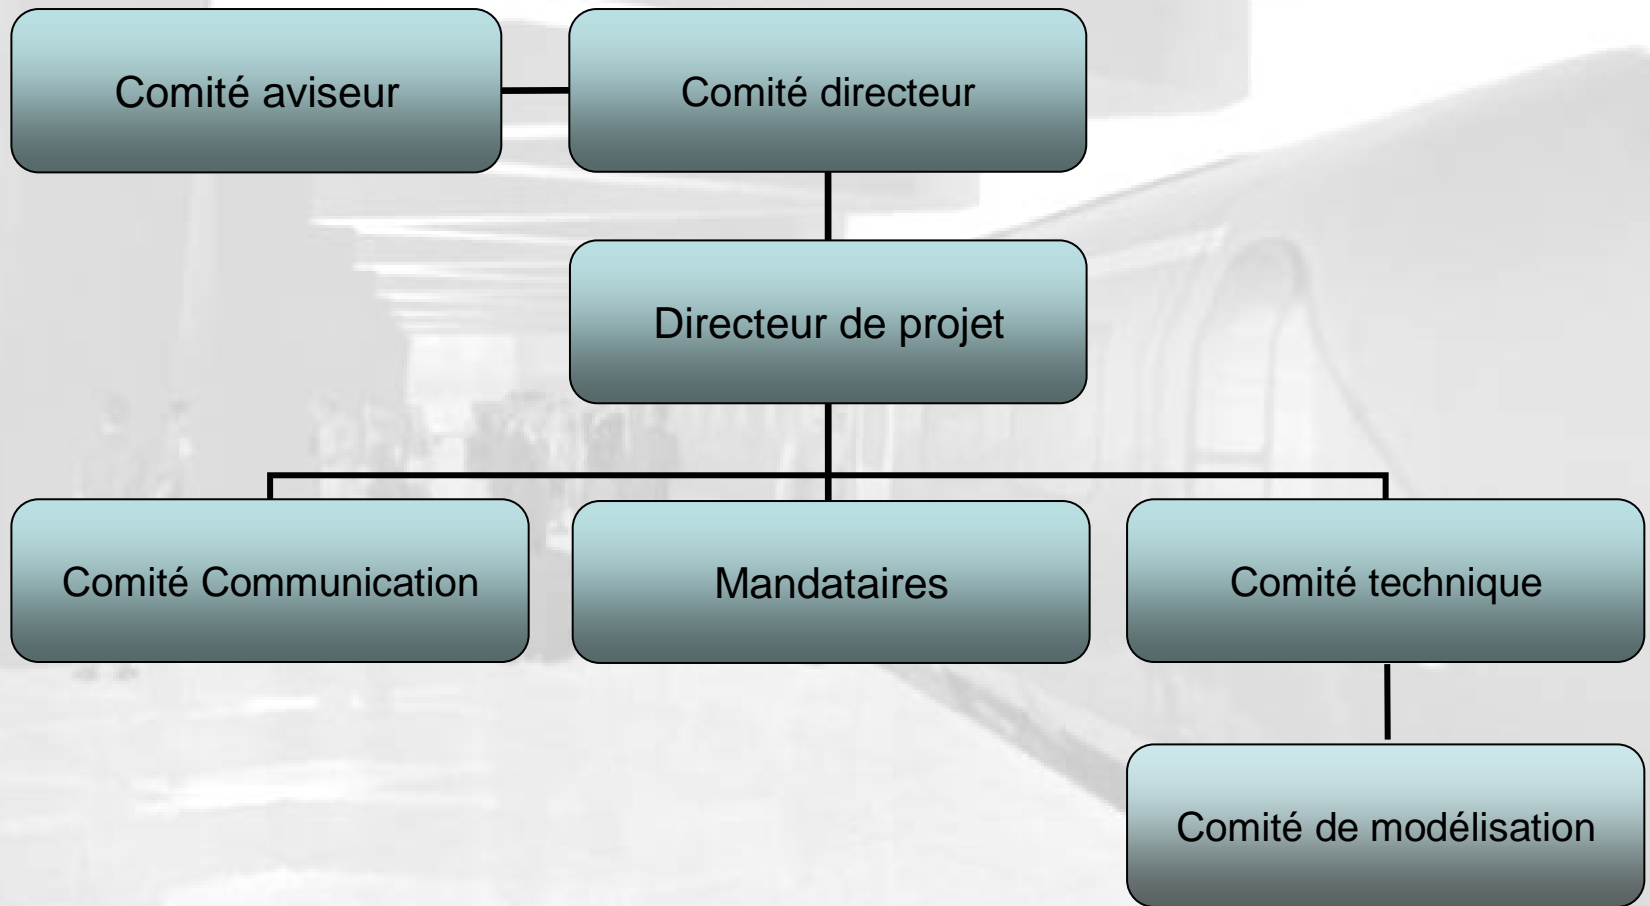 Comité aviseur
Comité directeur
Directeur de projet
Comité Communication
Mandataires
Comité technique
Comité de modélisation